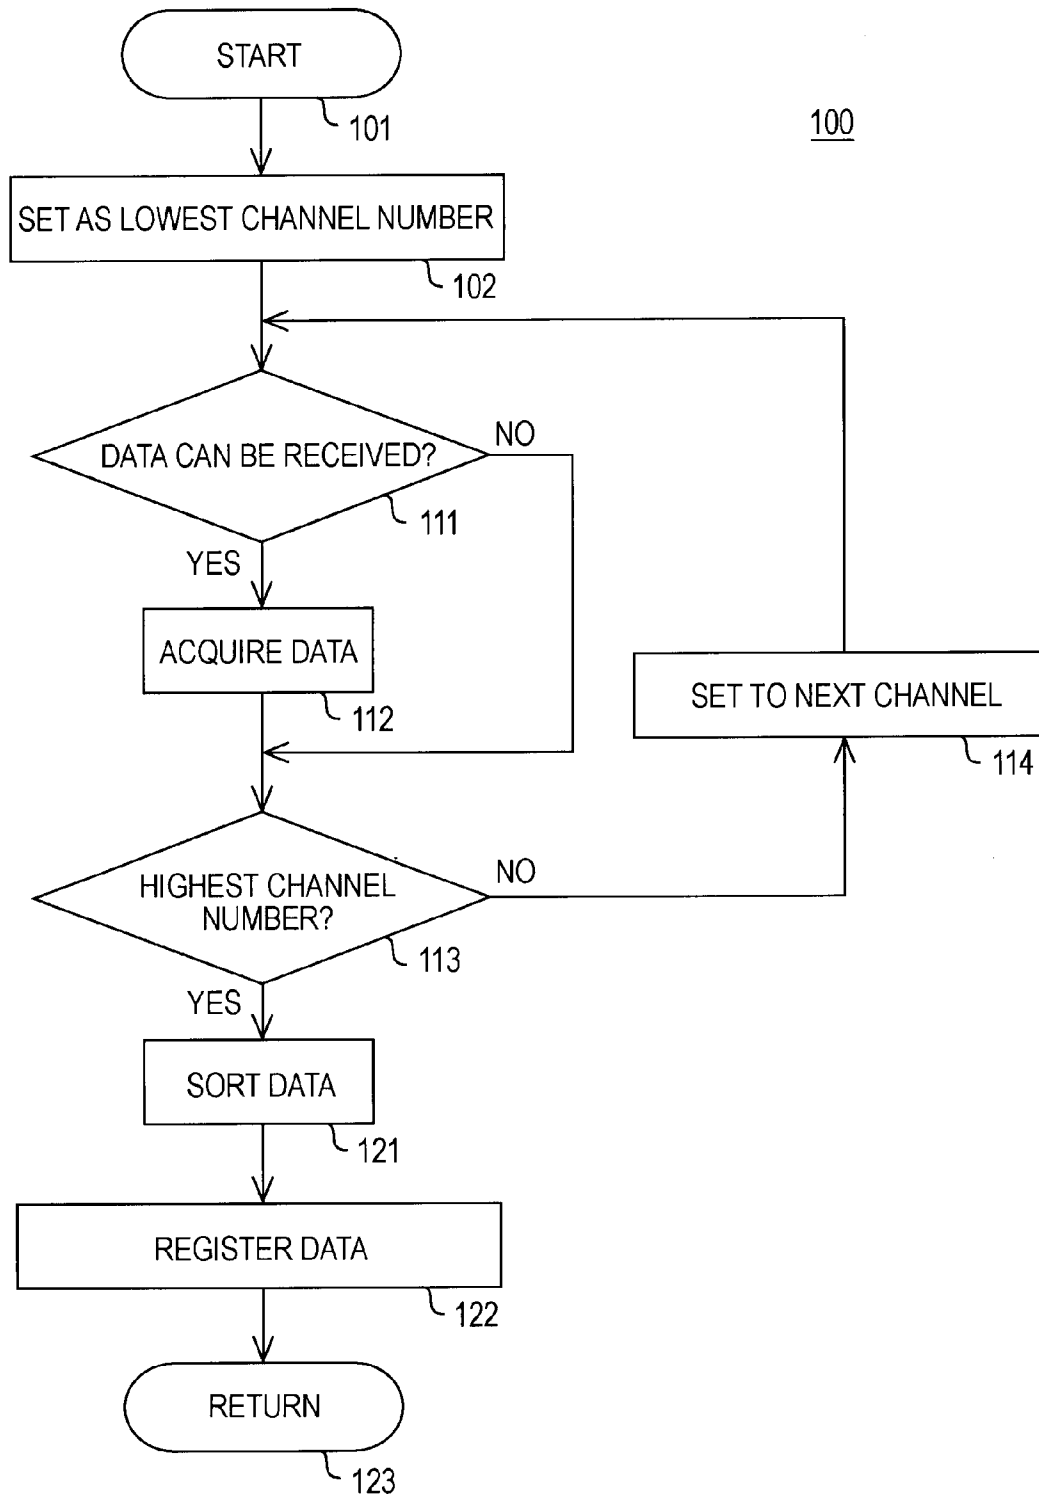 START
101
100
SET AS LOWEST CHANNEL NUMBER
102
DATA CAN BE RECEIVED?
NO
111
YES
ACQUIRE DATA
112
SET TO NEXT CHANNEL
114
HIGHEST CHANNEL
NUMBER?
NO
113
YES
SORT DATA
121
REGISTER DATA
122
RETURN
123